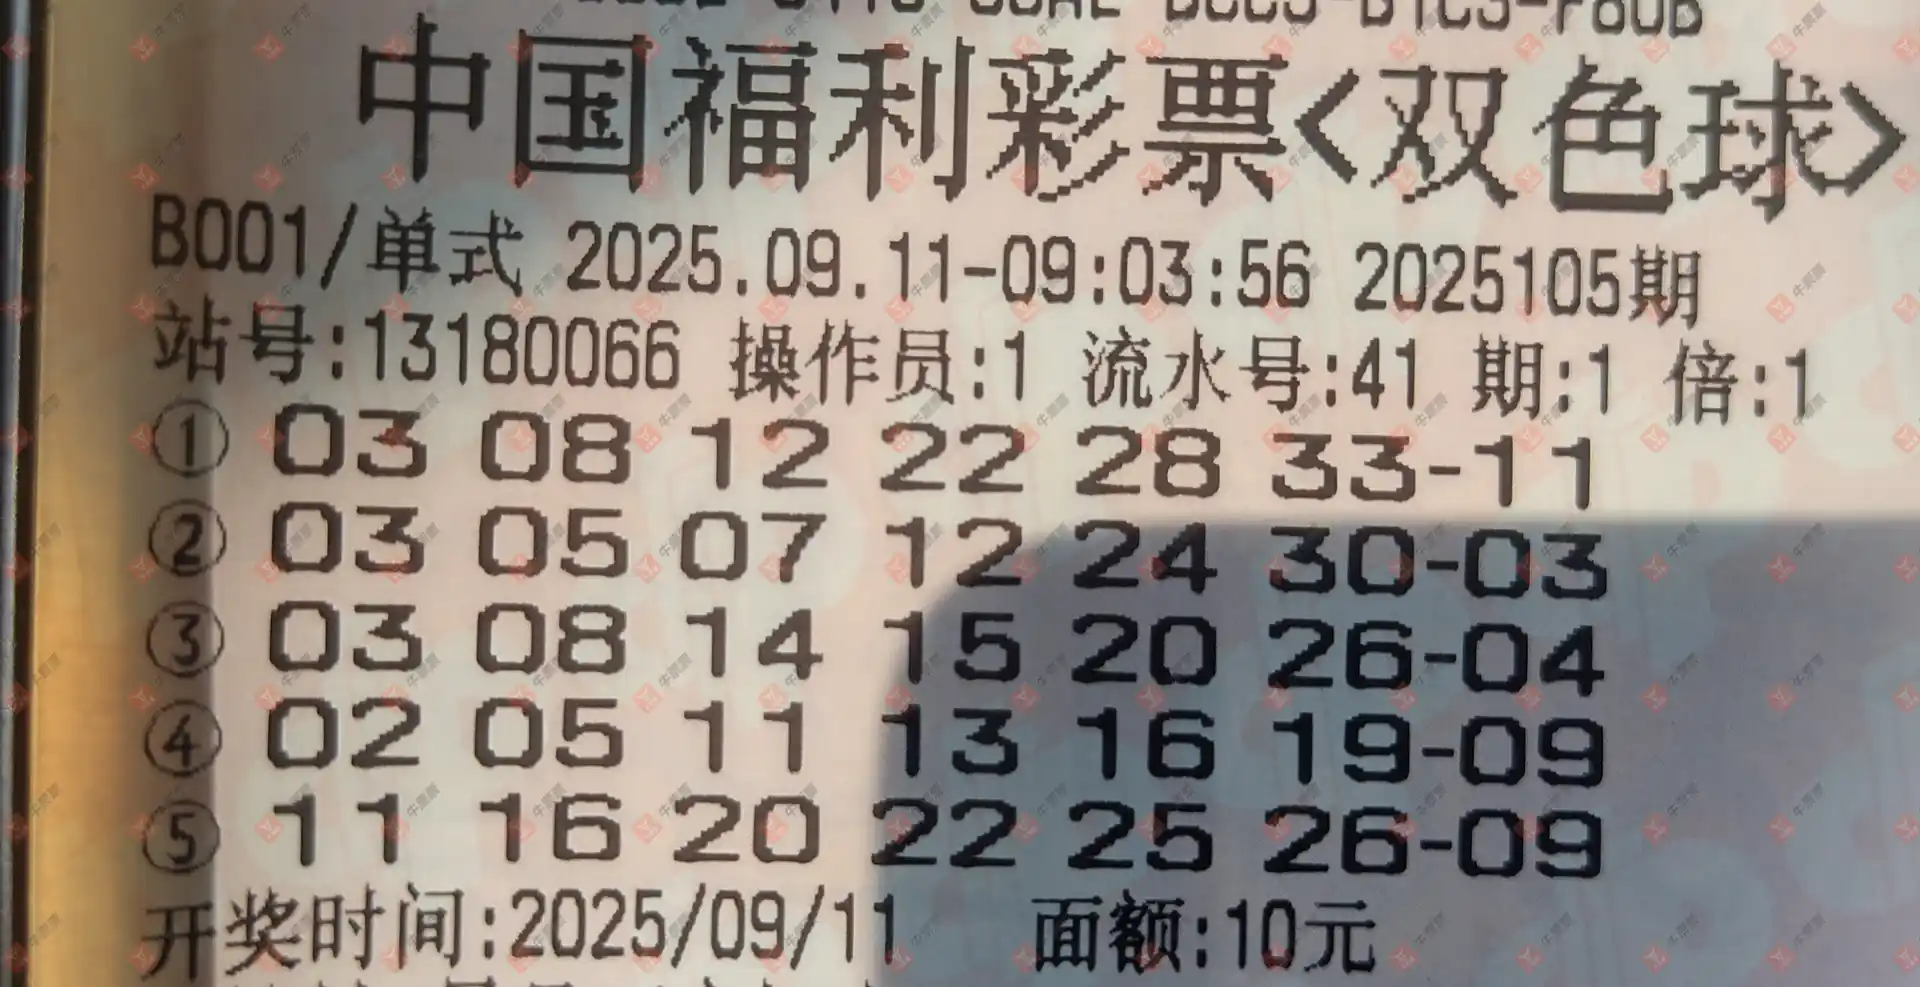 中国福利彩票<双色球>
B001/单式 2025.09.11-09:03:56 2025105期
站号:13180066 操作员:1 流水号:41 期:1 倍:1
① 03 08 12 22 28 33-11
② 03 05 07 12 24 30-03
③ 03 08 14 15 20 26-04
④ 02 05 11 13 16 19-09
⑤ 11 16 20 22 25 26-09
开奖时间:2025/09/11 面额:10元